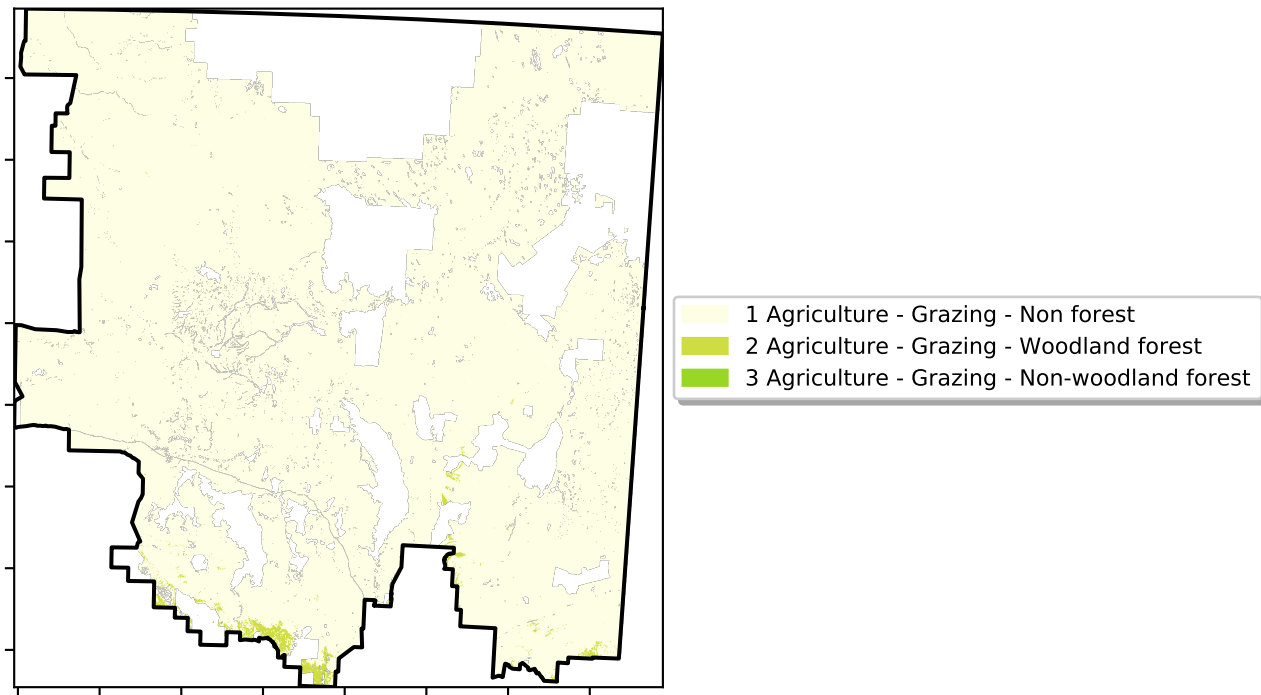 1 Agriculture - Grazing - Non forest
2 Agriculture - Grazing - Woodland forest
3 Agriculture - Grazing - Non-woodland forest